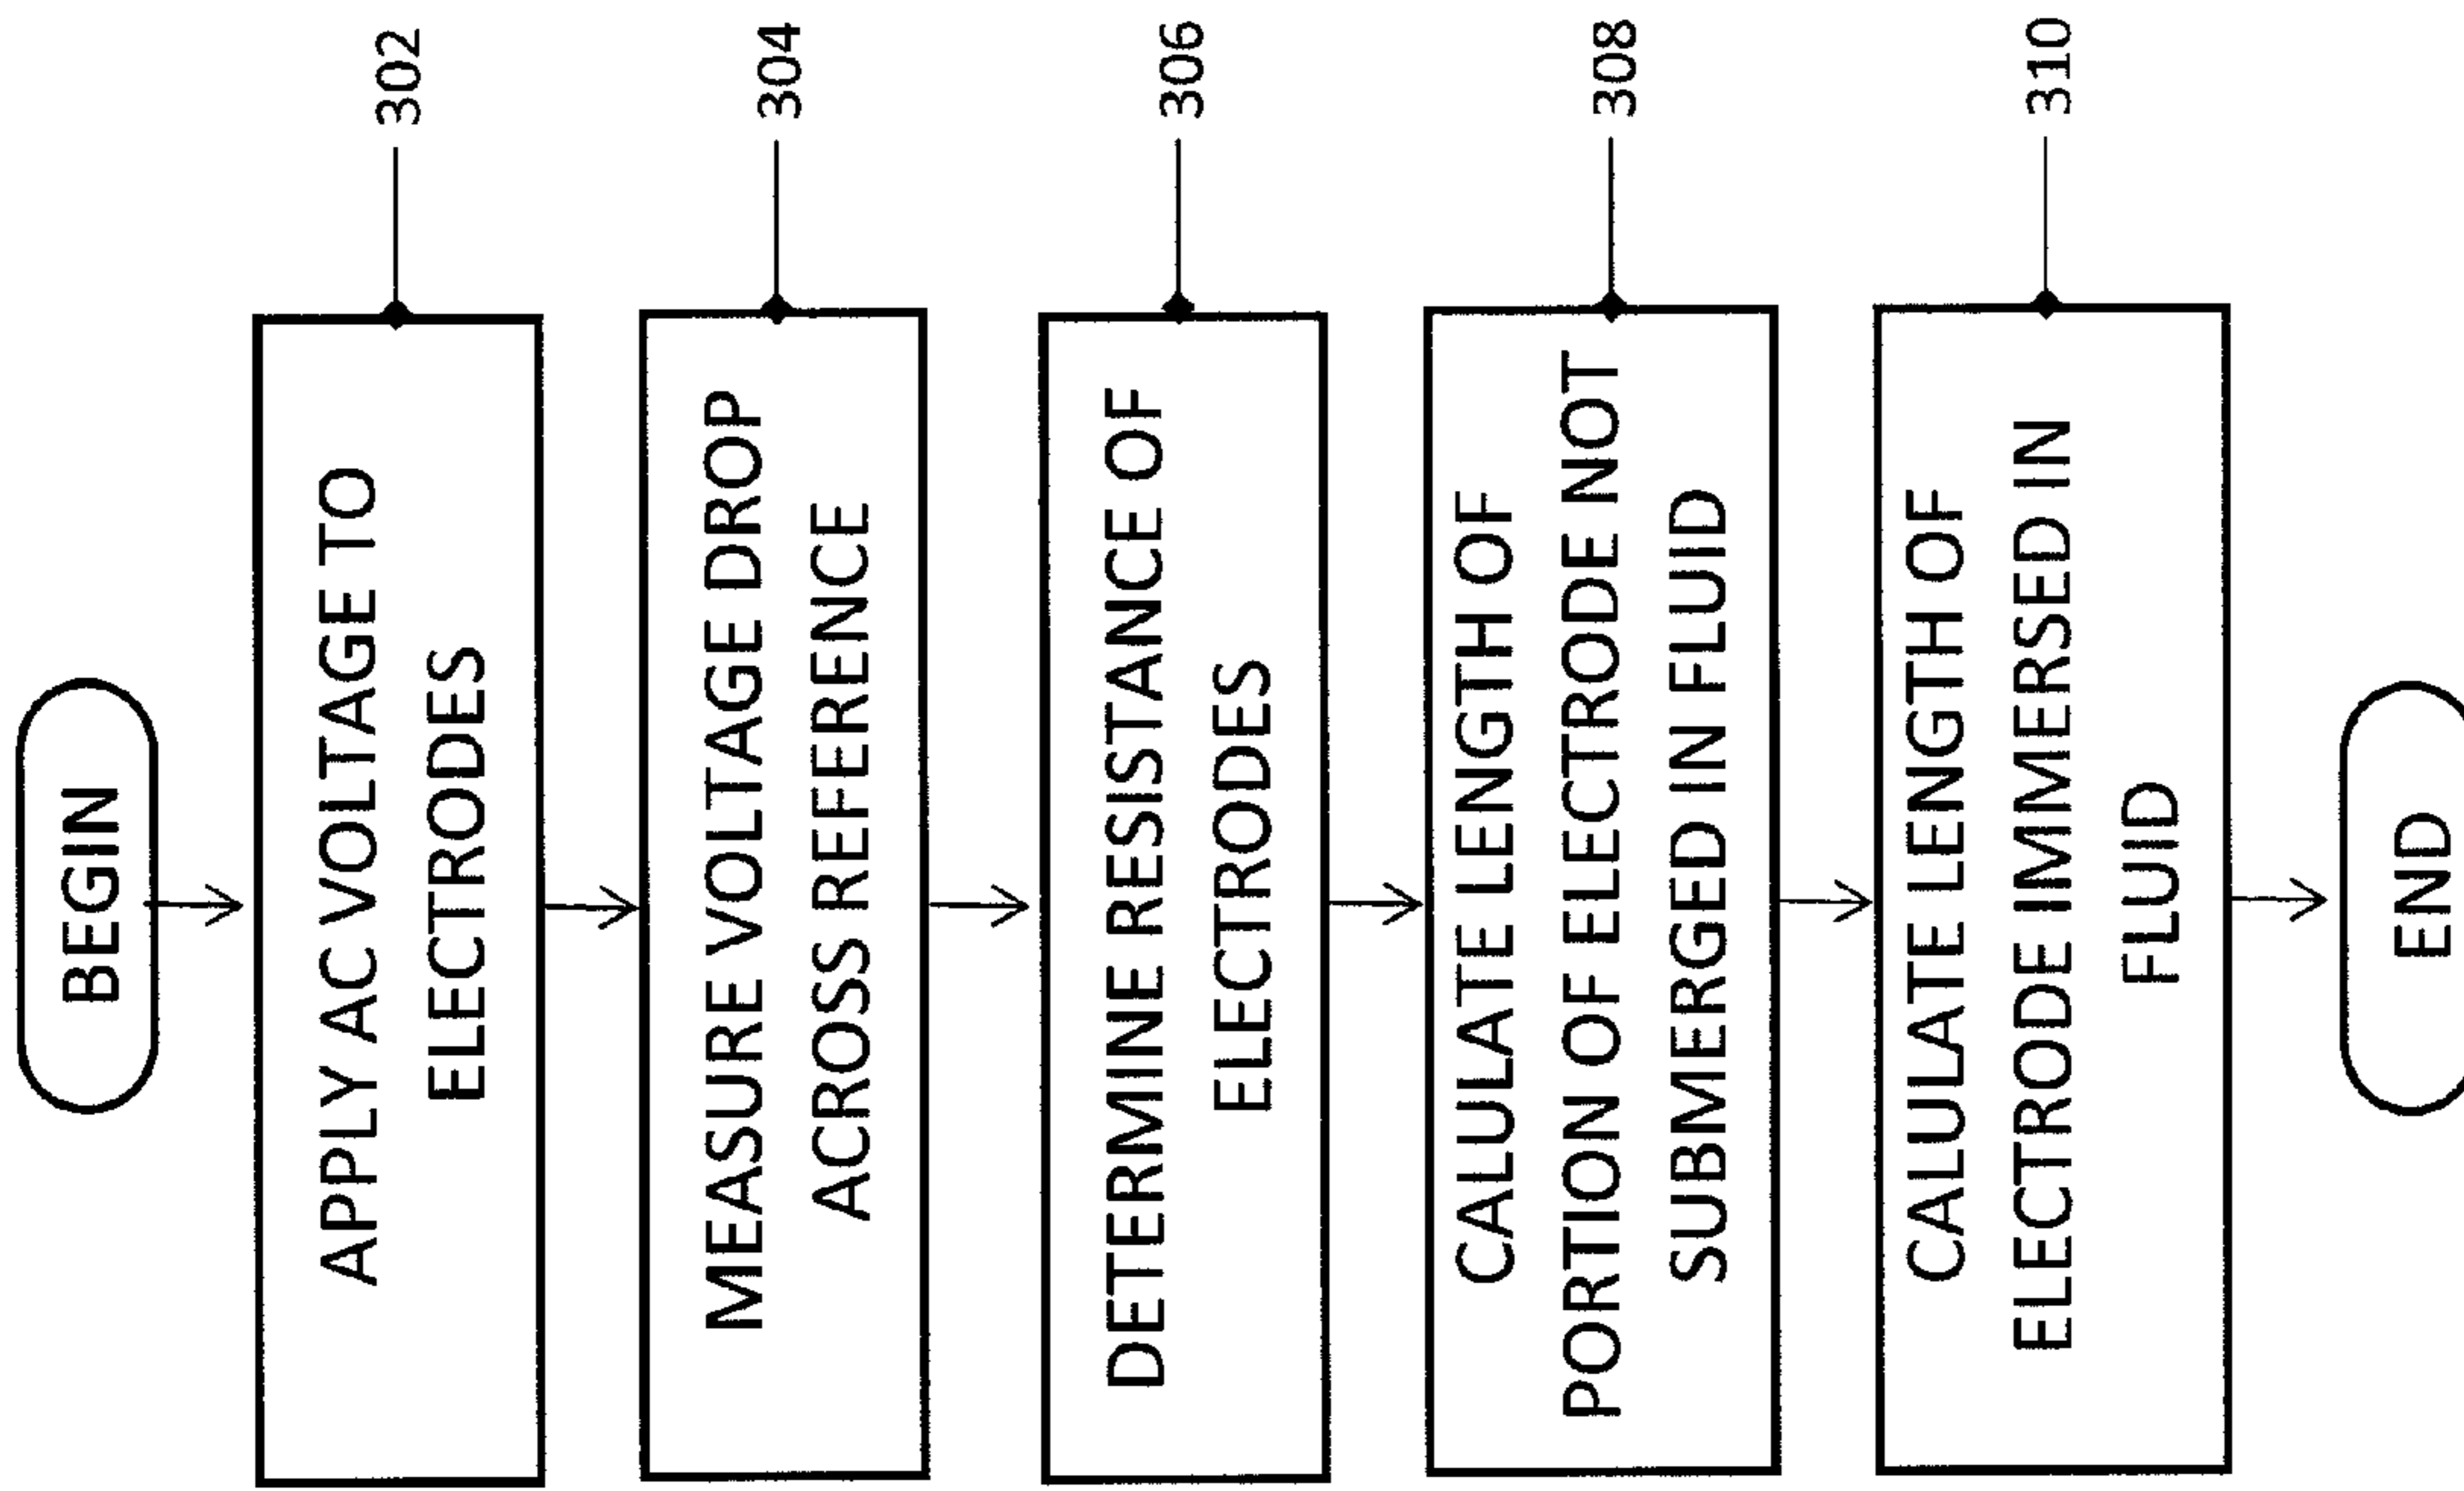 BEGIN
APPLY AC VOLTAGE TO
ELECTRODES
302
MEASURE VOLTAGE DROP
ACROSS REFERENCE
304
DETERMINE RESISTANCE OF
ELECTRODES
306
CALULATE LENGTH OF
PORTION OF ELECTRODE NOT
SUBMERGED IN FLUID
308
CALULATE LENGTH OF
ELECTRODE IMMERSED IN
FLUID
310
END